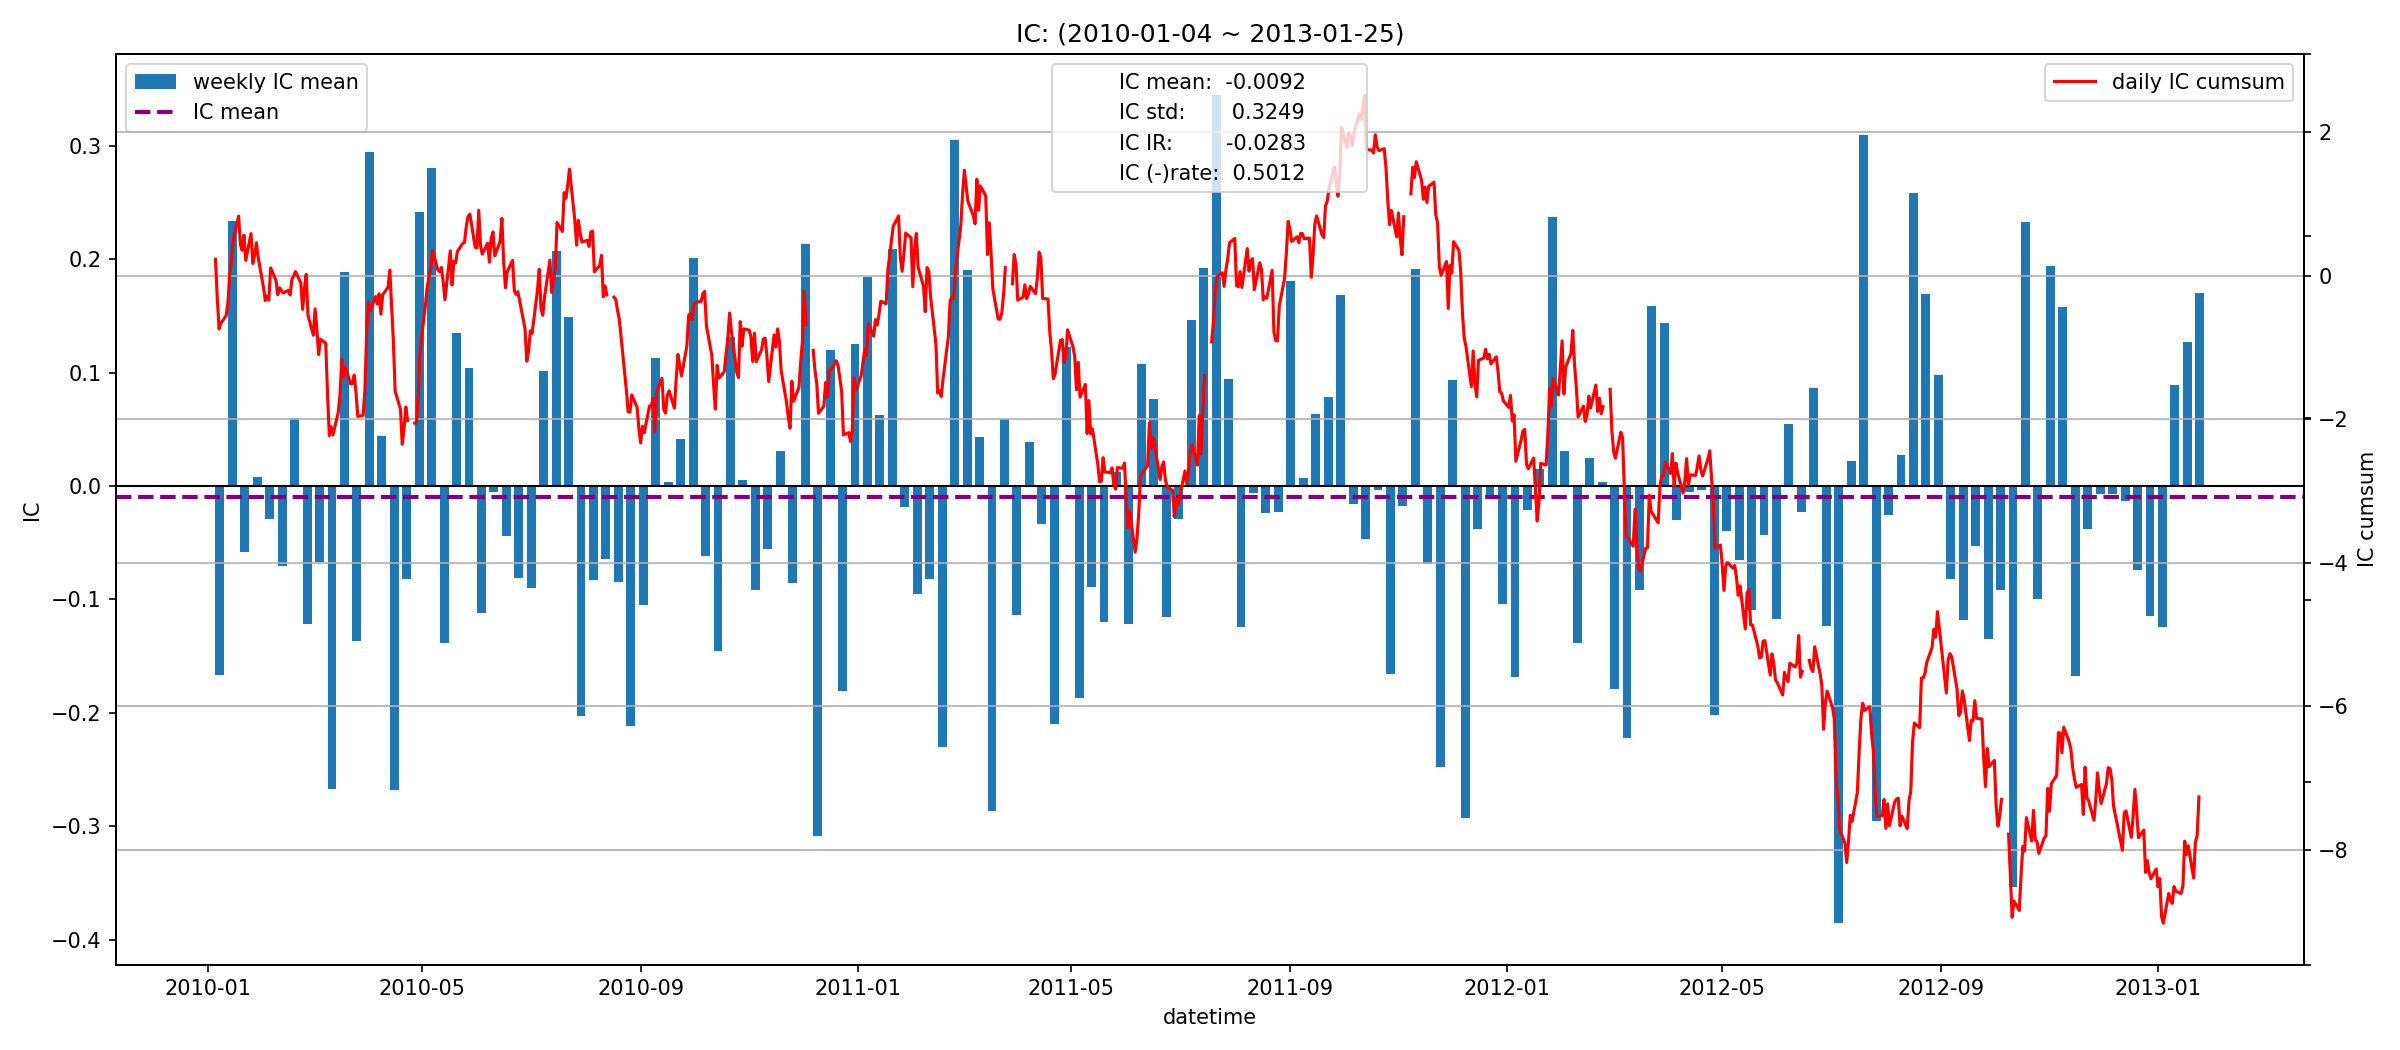 IC: (2010-01-04 ~ 2013-01-25)
weekly IC mean
IC mean
IC mean: -0.0092
IC std: 0.3249
IC IR: -0.0283
IC (-)rate: 0.5012
daily IC cumsum
0.3
0.2
0.1
0.0
−0.1
−0.2
−0.3
−0.4
IC
2
0
−2
−4
−6
−8
IC cumsum
2010-01 2010-05 2010-09 2011-01 2011-05 2011-09 2012-01 2012-05 2012-09 2013-01
datetime